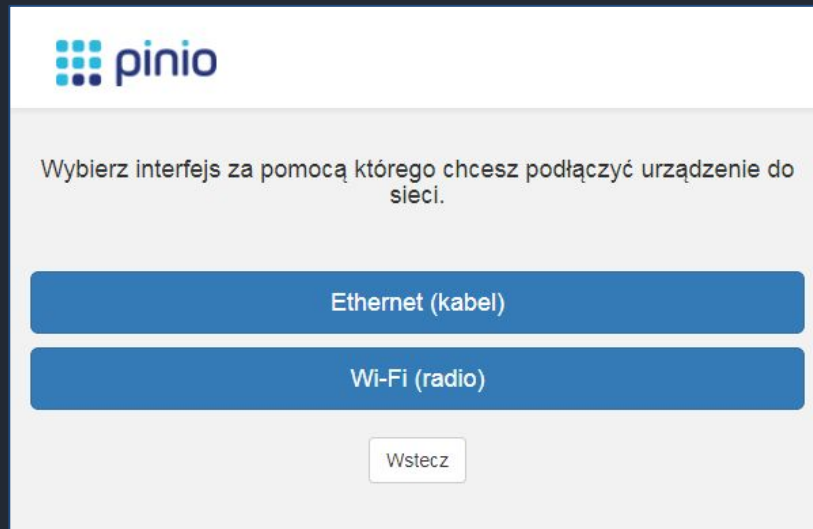 pinio
Wybierz interfejs za pomocą którego chcesz podłączyć urządzenie do
sieci.
Ethernet (kabel)
Wi-Fi (radio)
Wstecz